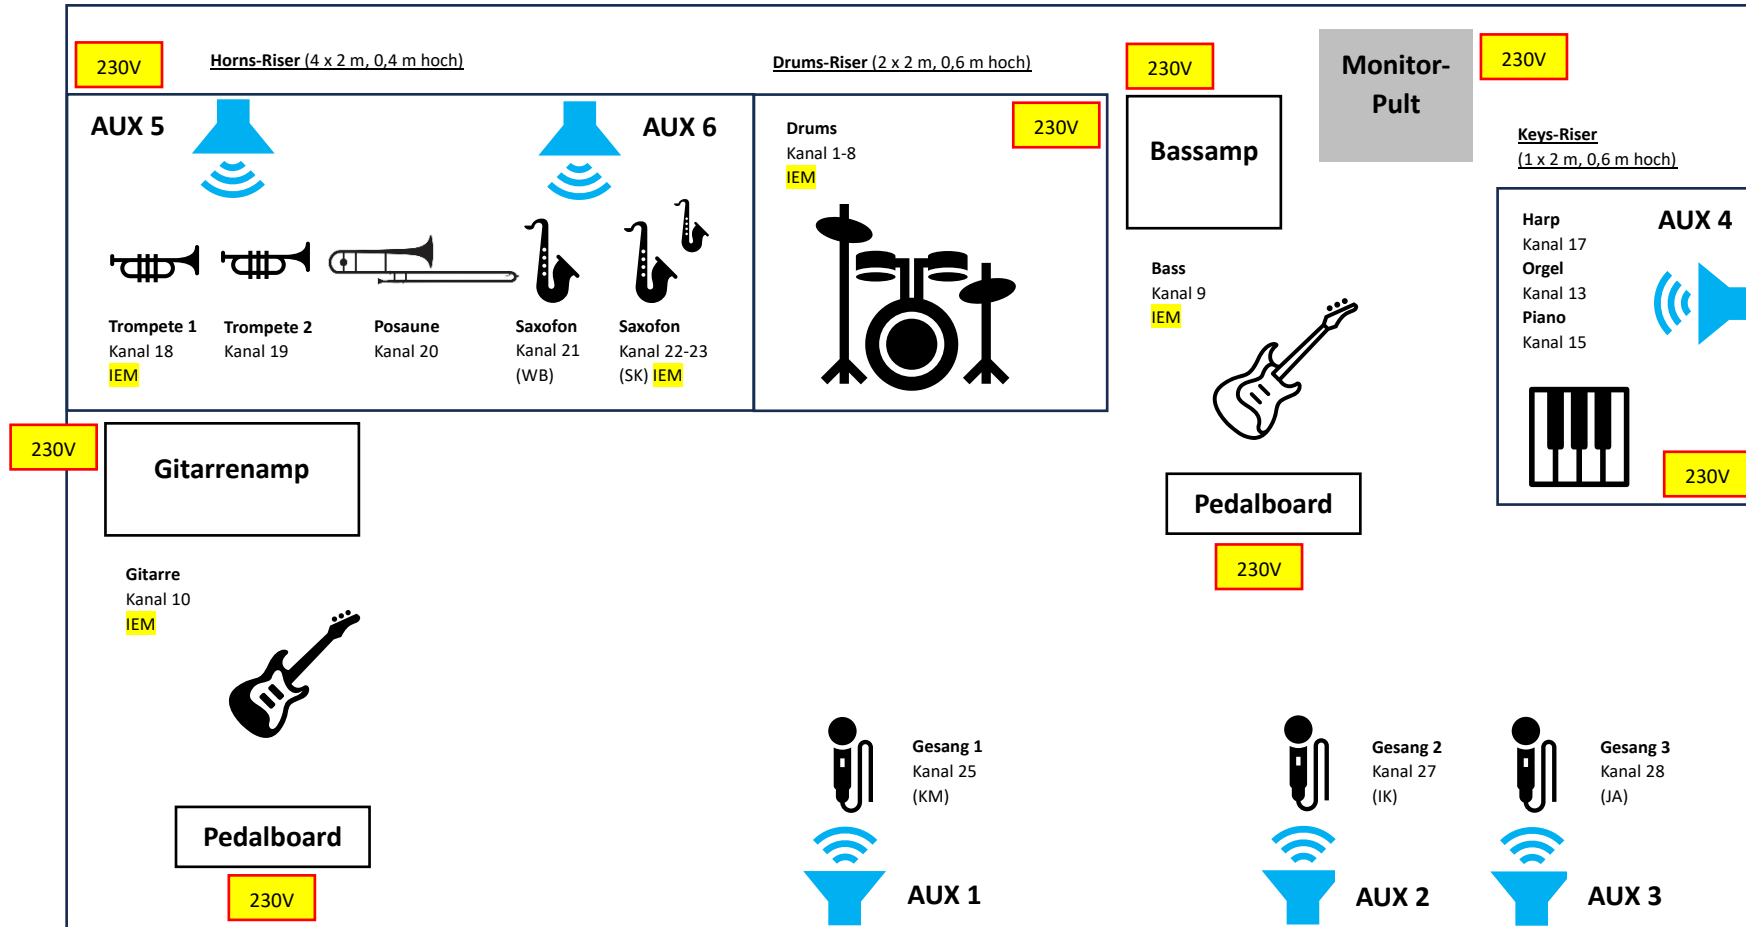 230V
Horns-Riser (4 x 2 m, 0,4 m hoch)
Drums-Riser (2 x 2 m, 0,6 m hoch)
230V
Monitor-
Pult
230V
AUX 5
AUX 6
Trompete 1
Kanal 18
IEM
Trompete 2
Kanal 19
Posaune
Kanal 20
Saxofon
Kanal 21
(WB)
Saxofon
Kanal 22-23
(SK) IEM
Drums
Kanal 1-8
IEM
230V
Bassamp
Bass
Kanal 9
IEM
Keys-Riser
(1 x 2 m, 0,6 m hoch)
Harp
Kanal 17
Orgel
Kanal 13
Piano
Kanal 15
AUX 4
230V
230V
Gitarrenamp
Pedalboard
230V
Gitarre
Kanal 10
IEM
Pedalboard
230V
Gesang 1
Kanal 25
(KM)
AUX 1
Gesang 2
Kanal 27
(IK)
AUX 2
Gesang 3
Kanal 28
(JA)
AUX 3